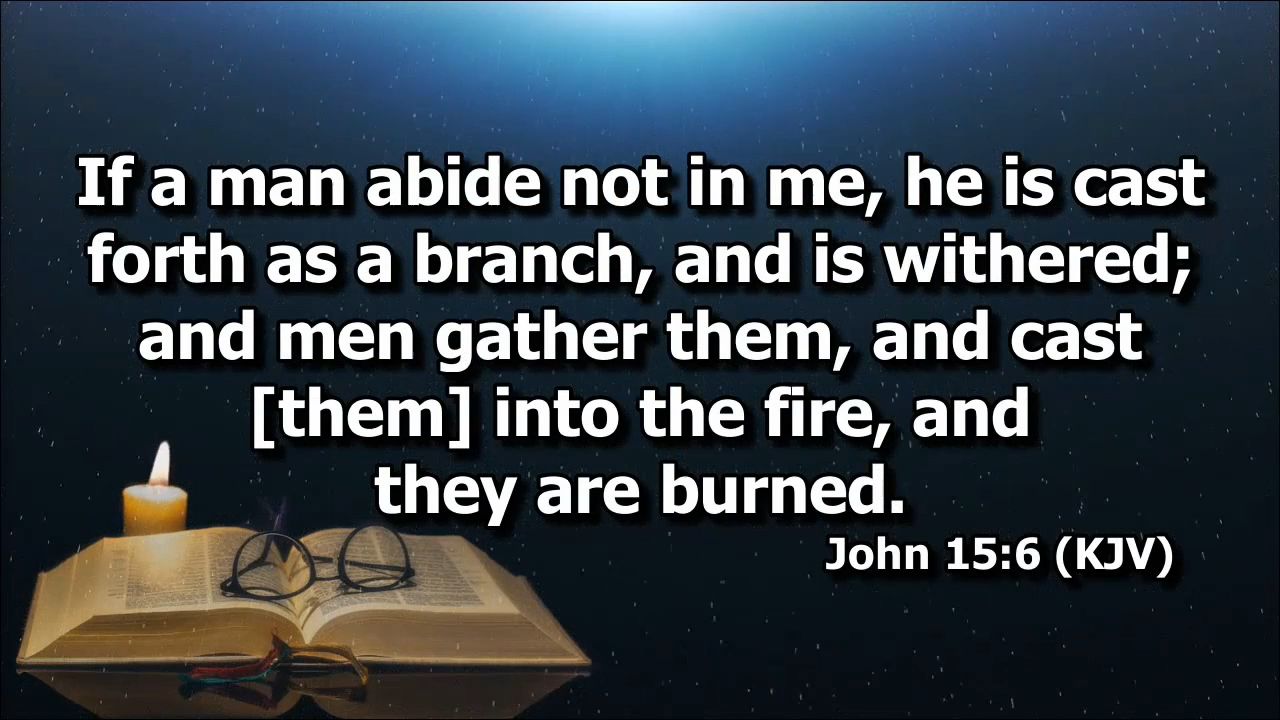 If a man abide not in me, he is cast
forth as a branch, and is withered;
and men gather them, and cast
[them] into the fire, and
they are burned.
John 15:6 (KJV)